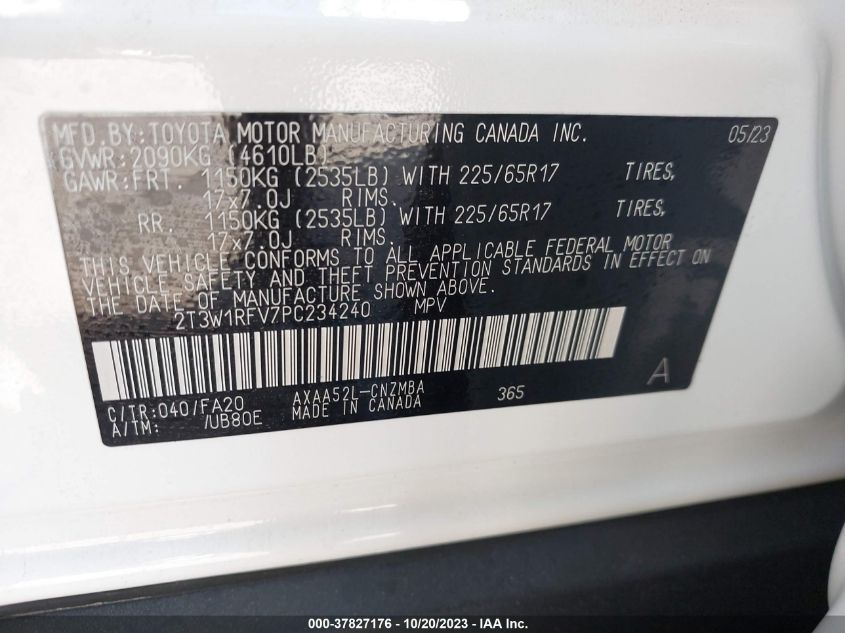 MFD. BY: TOYOTA MOTOR MANUFACTURING CANADA INC. 05/23
GVWR: 2090KG (4610LB)
GAWR: FRT. 1150KG (2535LB) WITH 225/65R17 TIRES,
17x7.0J RIMS.
RR. 1150KG (2535LB) WITH 225/65R17 TIRES,
17x7.0J RIMS.
THIS VEHICLE CONFORMS TO ALL APPLICABLE FEDERAL MOTOR
VEHICLE SAFETY AND THEFT PREVENTION STANDARDS IN EFFECT ON
THE DATE OF MANUFACTURE SHOWN ABOVE.
2T3W1RFV7PC234240 MPV
A
C/TR: 040/FA20 AXAA52L-CNZMBA 365
A/TM: /UB80E MADE IN CANADA
000-37827176 - 10/20/2023 - IAA Inc.